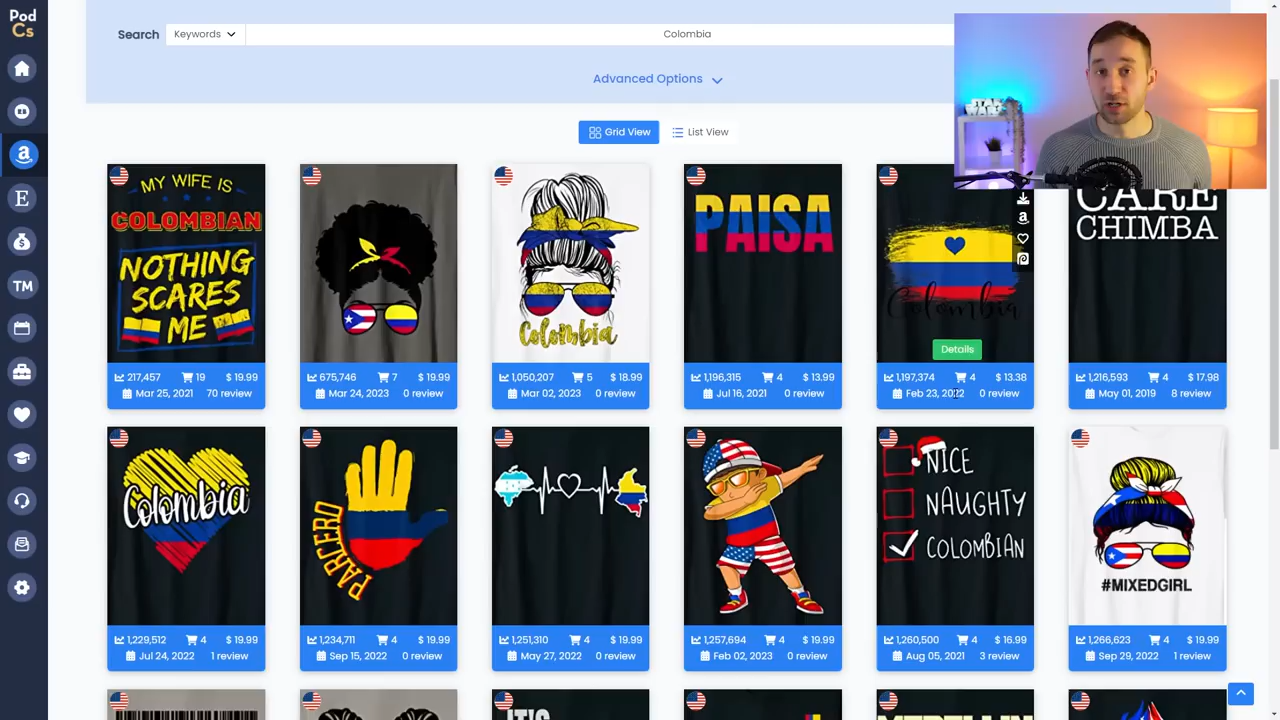 Pod
Cs
Search
Keywords
Colombia
Advanced Options
Grid View
List View
MY WIFE IS
COLOMBIAN
NOTHING
SCARES
ME
217,457
19
$ 19.99
Mar 25, 2021
70 review
675,746
7
$ 19.99
Mar 24, 2023
0 review
Colombia
1,050,207
5
$ 18.99
Mar 02, 2023
0 review
PAISA
1,196,315
4
$ 13.99
Jul 16, 2021
0 review
Colombia
Details
1,197,374
4
$ 13.38
Feb 23, 2022
0 review
CARE
CHIMBA
1,216,593
4
$ 17.98
May 01, 2019
8 review
STAR
WARS
Colombia
1,229,512
4
$ 19.99
Jul 24, 2022
1 review
PARCERO
1,234,711
4
$ 19.99
Sep 15, 2022
0 review
1,251,310
4
$ 19.99
May 27, 2022
0 review
1,257,694
4
$ 19.99
Feb 02, 2023
0 review
NICE
NAUGHTY
COLOMBIAN
1,260,500
4
$ 16.99
Aug 05, 2021
3 review
#MIXEDGIRL
1,266,623
4
$ 19.99
Sep 29, 2022
1 review
a
E
TM
IT'S